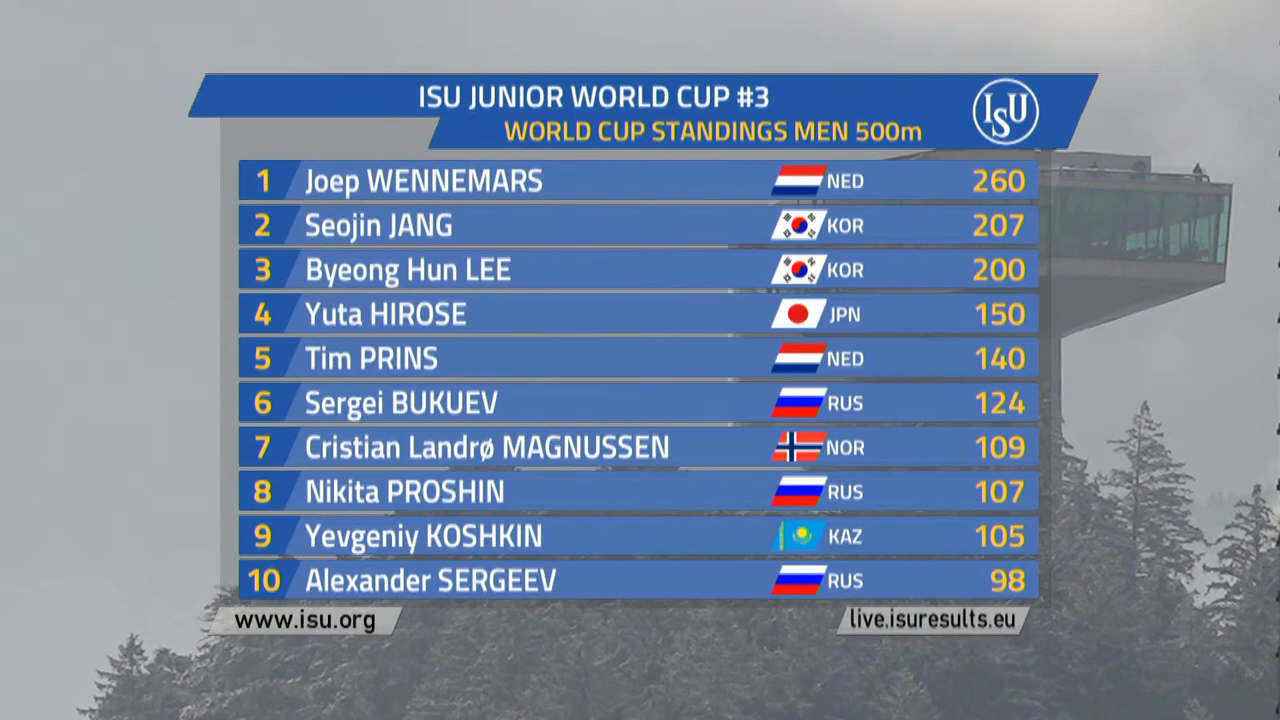 ISU JUNIOR WORLD CUP #3
ISU
WORLD CUP STANDINGS MEN 500m
1 Joep WENNEMARS NED 260
2 Seojin JANG KOR 207
3 Byeong Hun LEE KOR 200
4 Yuta HIROSE JPN 150
5 Tim PRINS NED 140
6 Sergei BUKUEV RUS 124
7 Cristian Landrø MAGNUSSEN NOR 109
8 Nikita PROSHIN RUS 107
9 Yevgeniy KOSHKIN KAZ 105
10 Alexander SERGEEV RUS 98
www.isu.org live.isuresults.eu